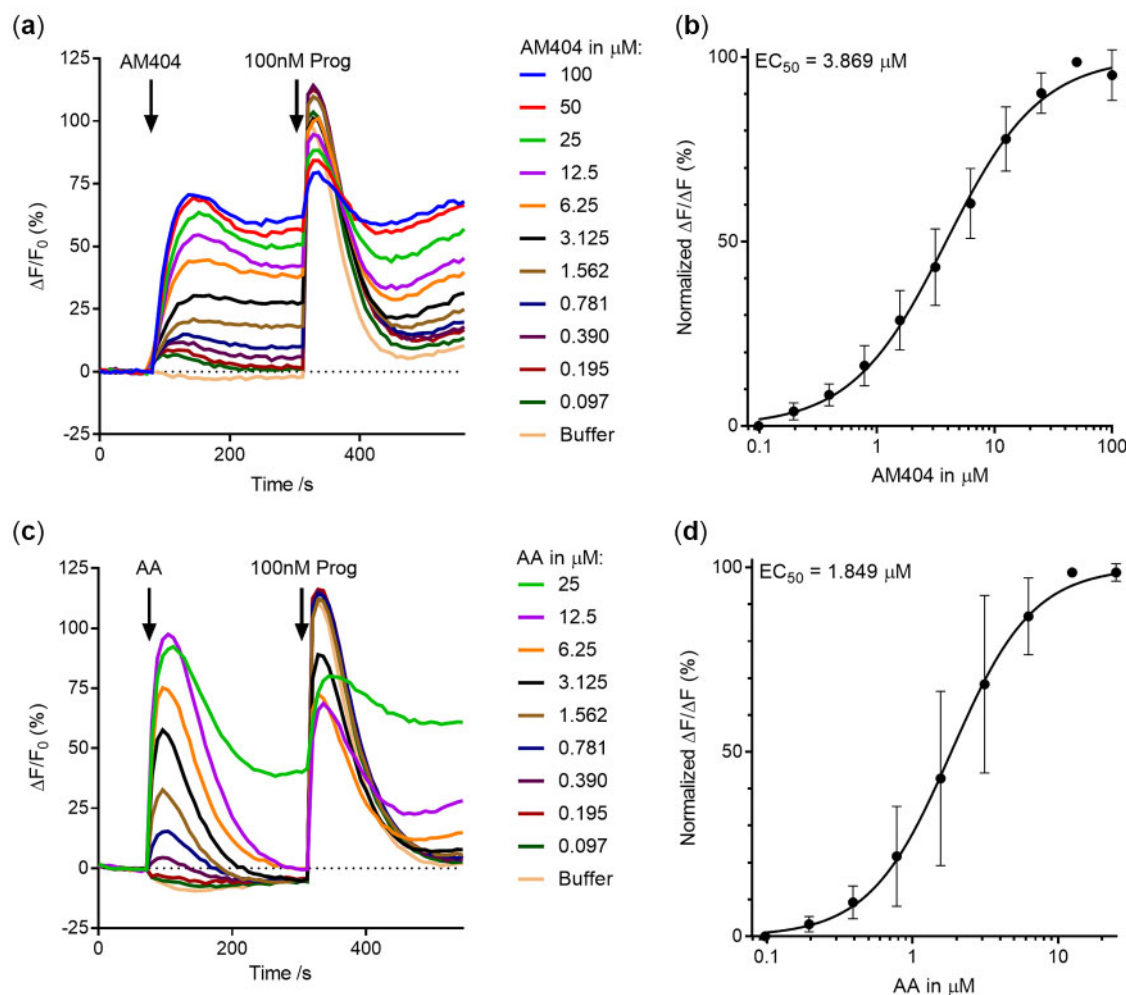 (a)
AM404
100nM Prog
ΔF/F0 (%)
125
100
75
50
25
0
-25
0
200
400
Time /s
AM404 in μM:
100
50
25
12.5
6.25
3.125
1.562
0.781
0.390
0.195
0.097
Buffer
(b)
EC50 = 3.869 μM
Normalized ΔF/ΔF (%)
100
50
0
0.1
1
10
100
AM404 in μM
(c)
AA
100nM Prog
ΔF/F0 (%)
125
100
75
50
25
0
-25
0
200
400
Time /s
AA in μM:
25
12.5
6.25
3.125
1.562
0.781
0.390
0.195
0.097
Buffer
(d)
EC50 = 1.849 μM
Normalized ΔF/ΔF (%)
100
50
0
0.1
1
10
AA in μM